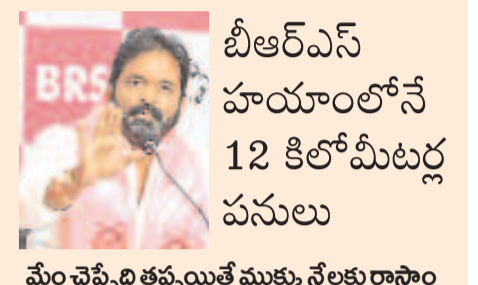 BRS
బీఆర్ఎస్
హయాంలోనే
12 కిలోమీటర్ల
పనులు
మేం చెప్పేది తప్పయితే ముక్కు నేలకు రాస్తాం